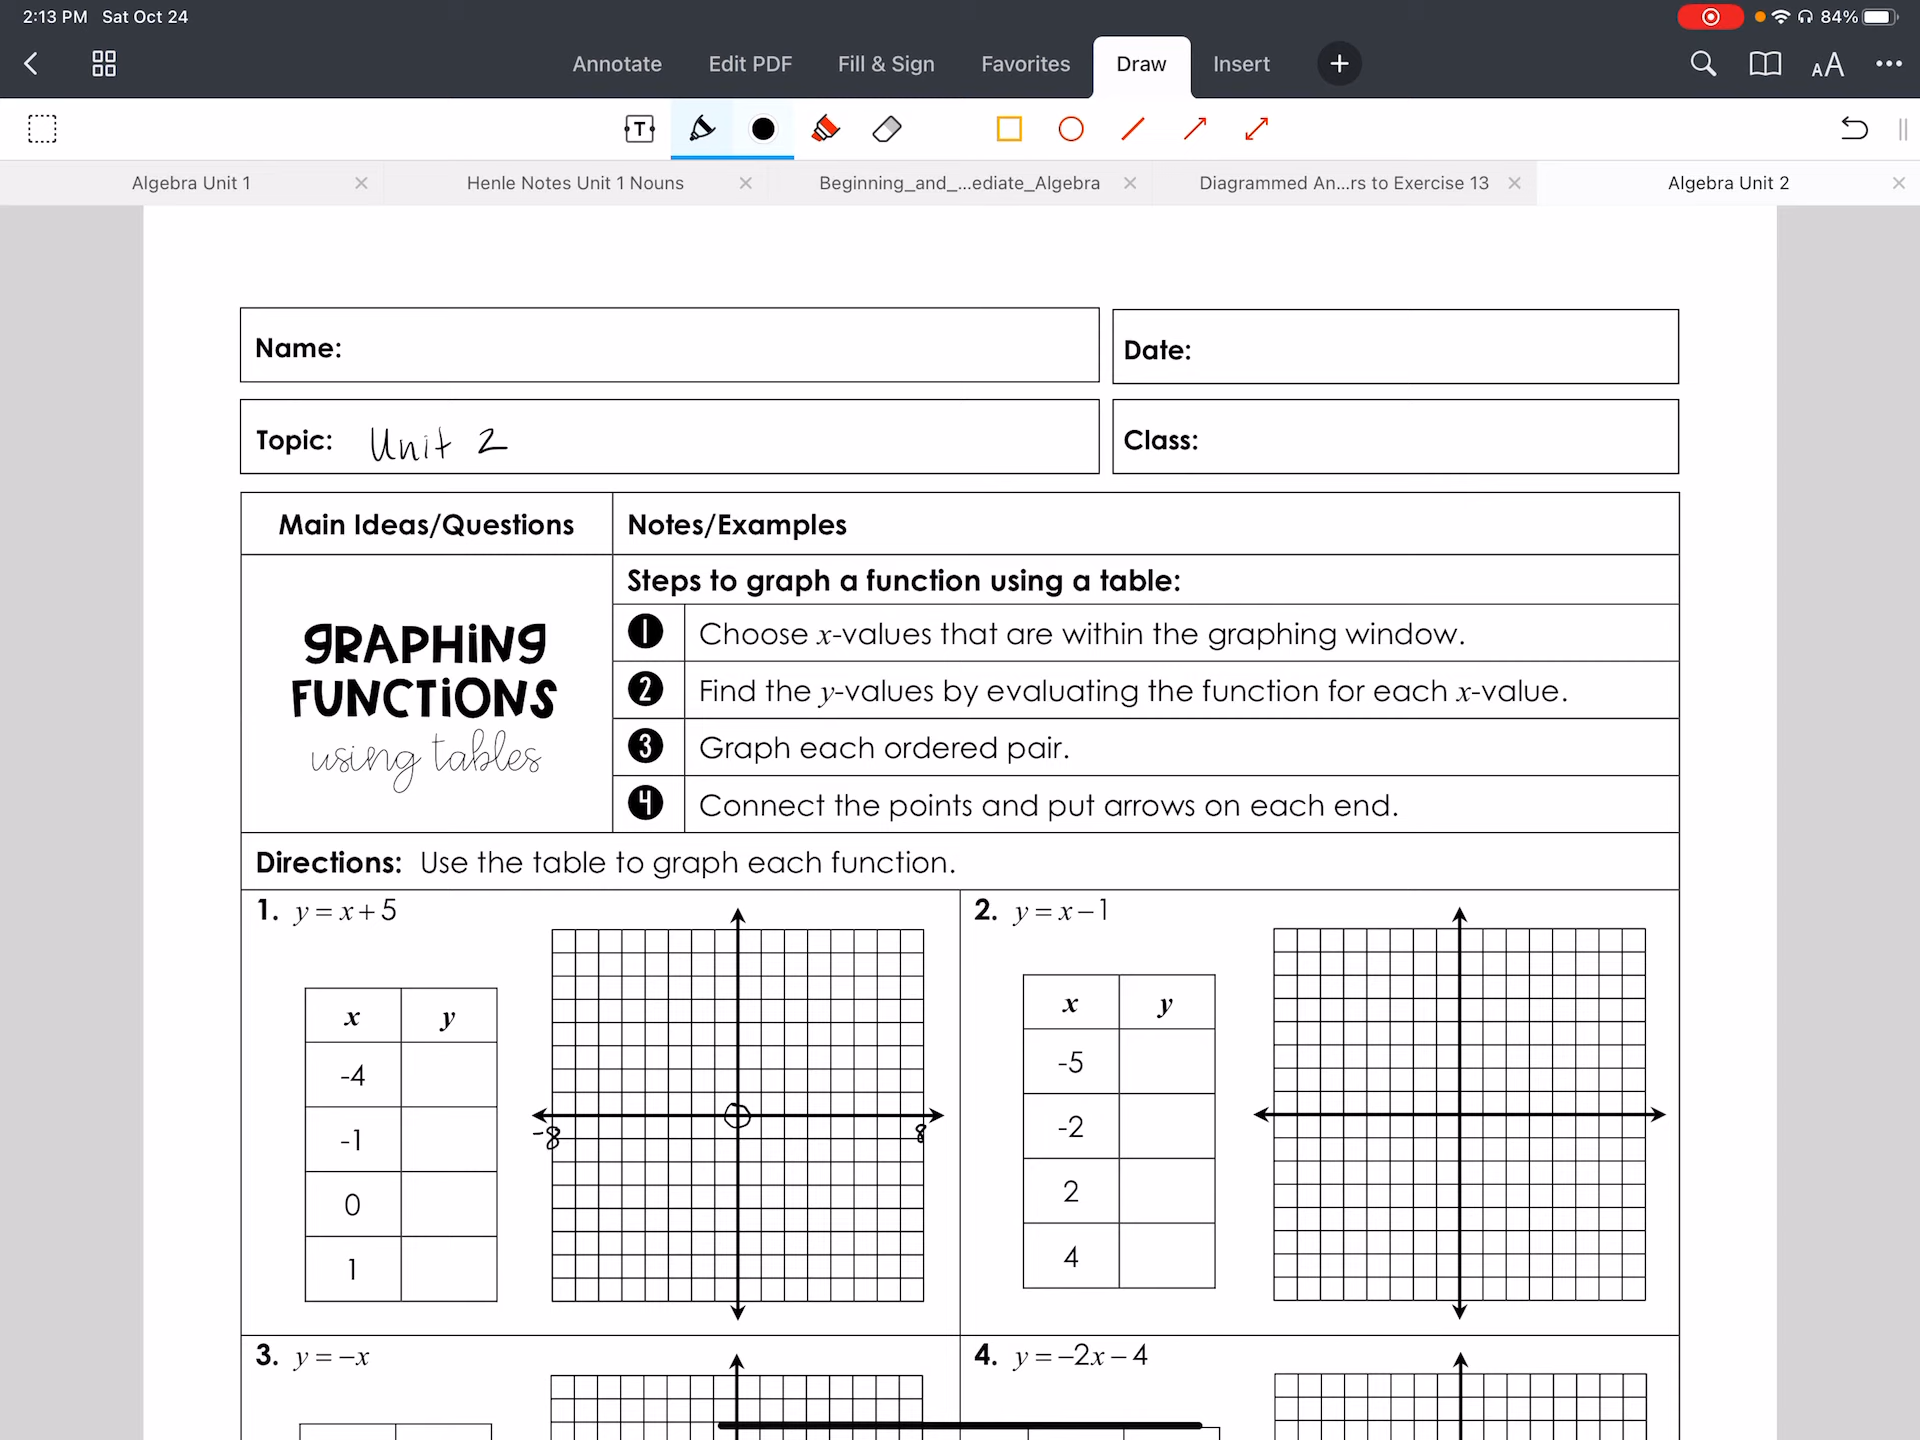 2:13 PM Sat Oct 24
84%
Annotate Edit PDF Fill & Sign Favorites Draw Insert
AA
T
Algebra Unit 1 Henle Notes Unit 1 Nouns Beginning_and_...ediate_Algebra Diagrammed An...rs to Exercise 13 Algebra Unit 2
Name:
Date:
Topic: Unit 2
Class:
Main Ideas/Questions
Notes/Examples
GRAPHING
FUNCTIONS
using tables
Steps to graph a function using a table:
1 Choose x-values that are within the graphing window.
2 Find the y-values by evaluating the function for each x-value.
3 Graph each ordered pair.
4 Connect the points and put arrows on each end.
Directions: Use the table to graph each function.
1. y = x + 5
x y
-4
-1
0
1
-8 8
2. y = x – 1
x y
-5
-2
2
4
3. y = –x
4. y = –2x – 4